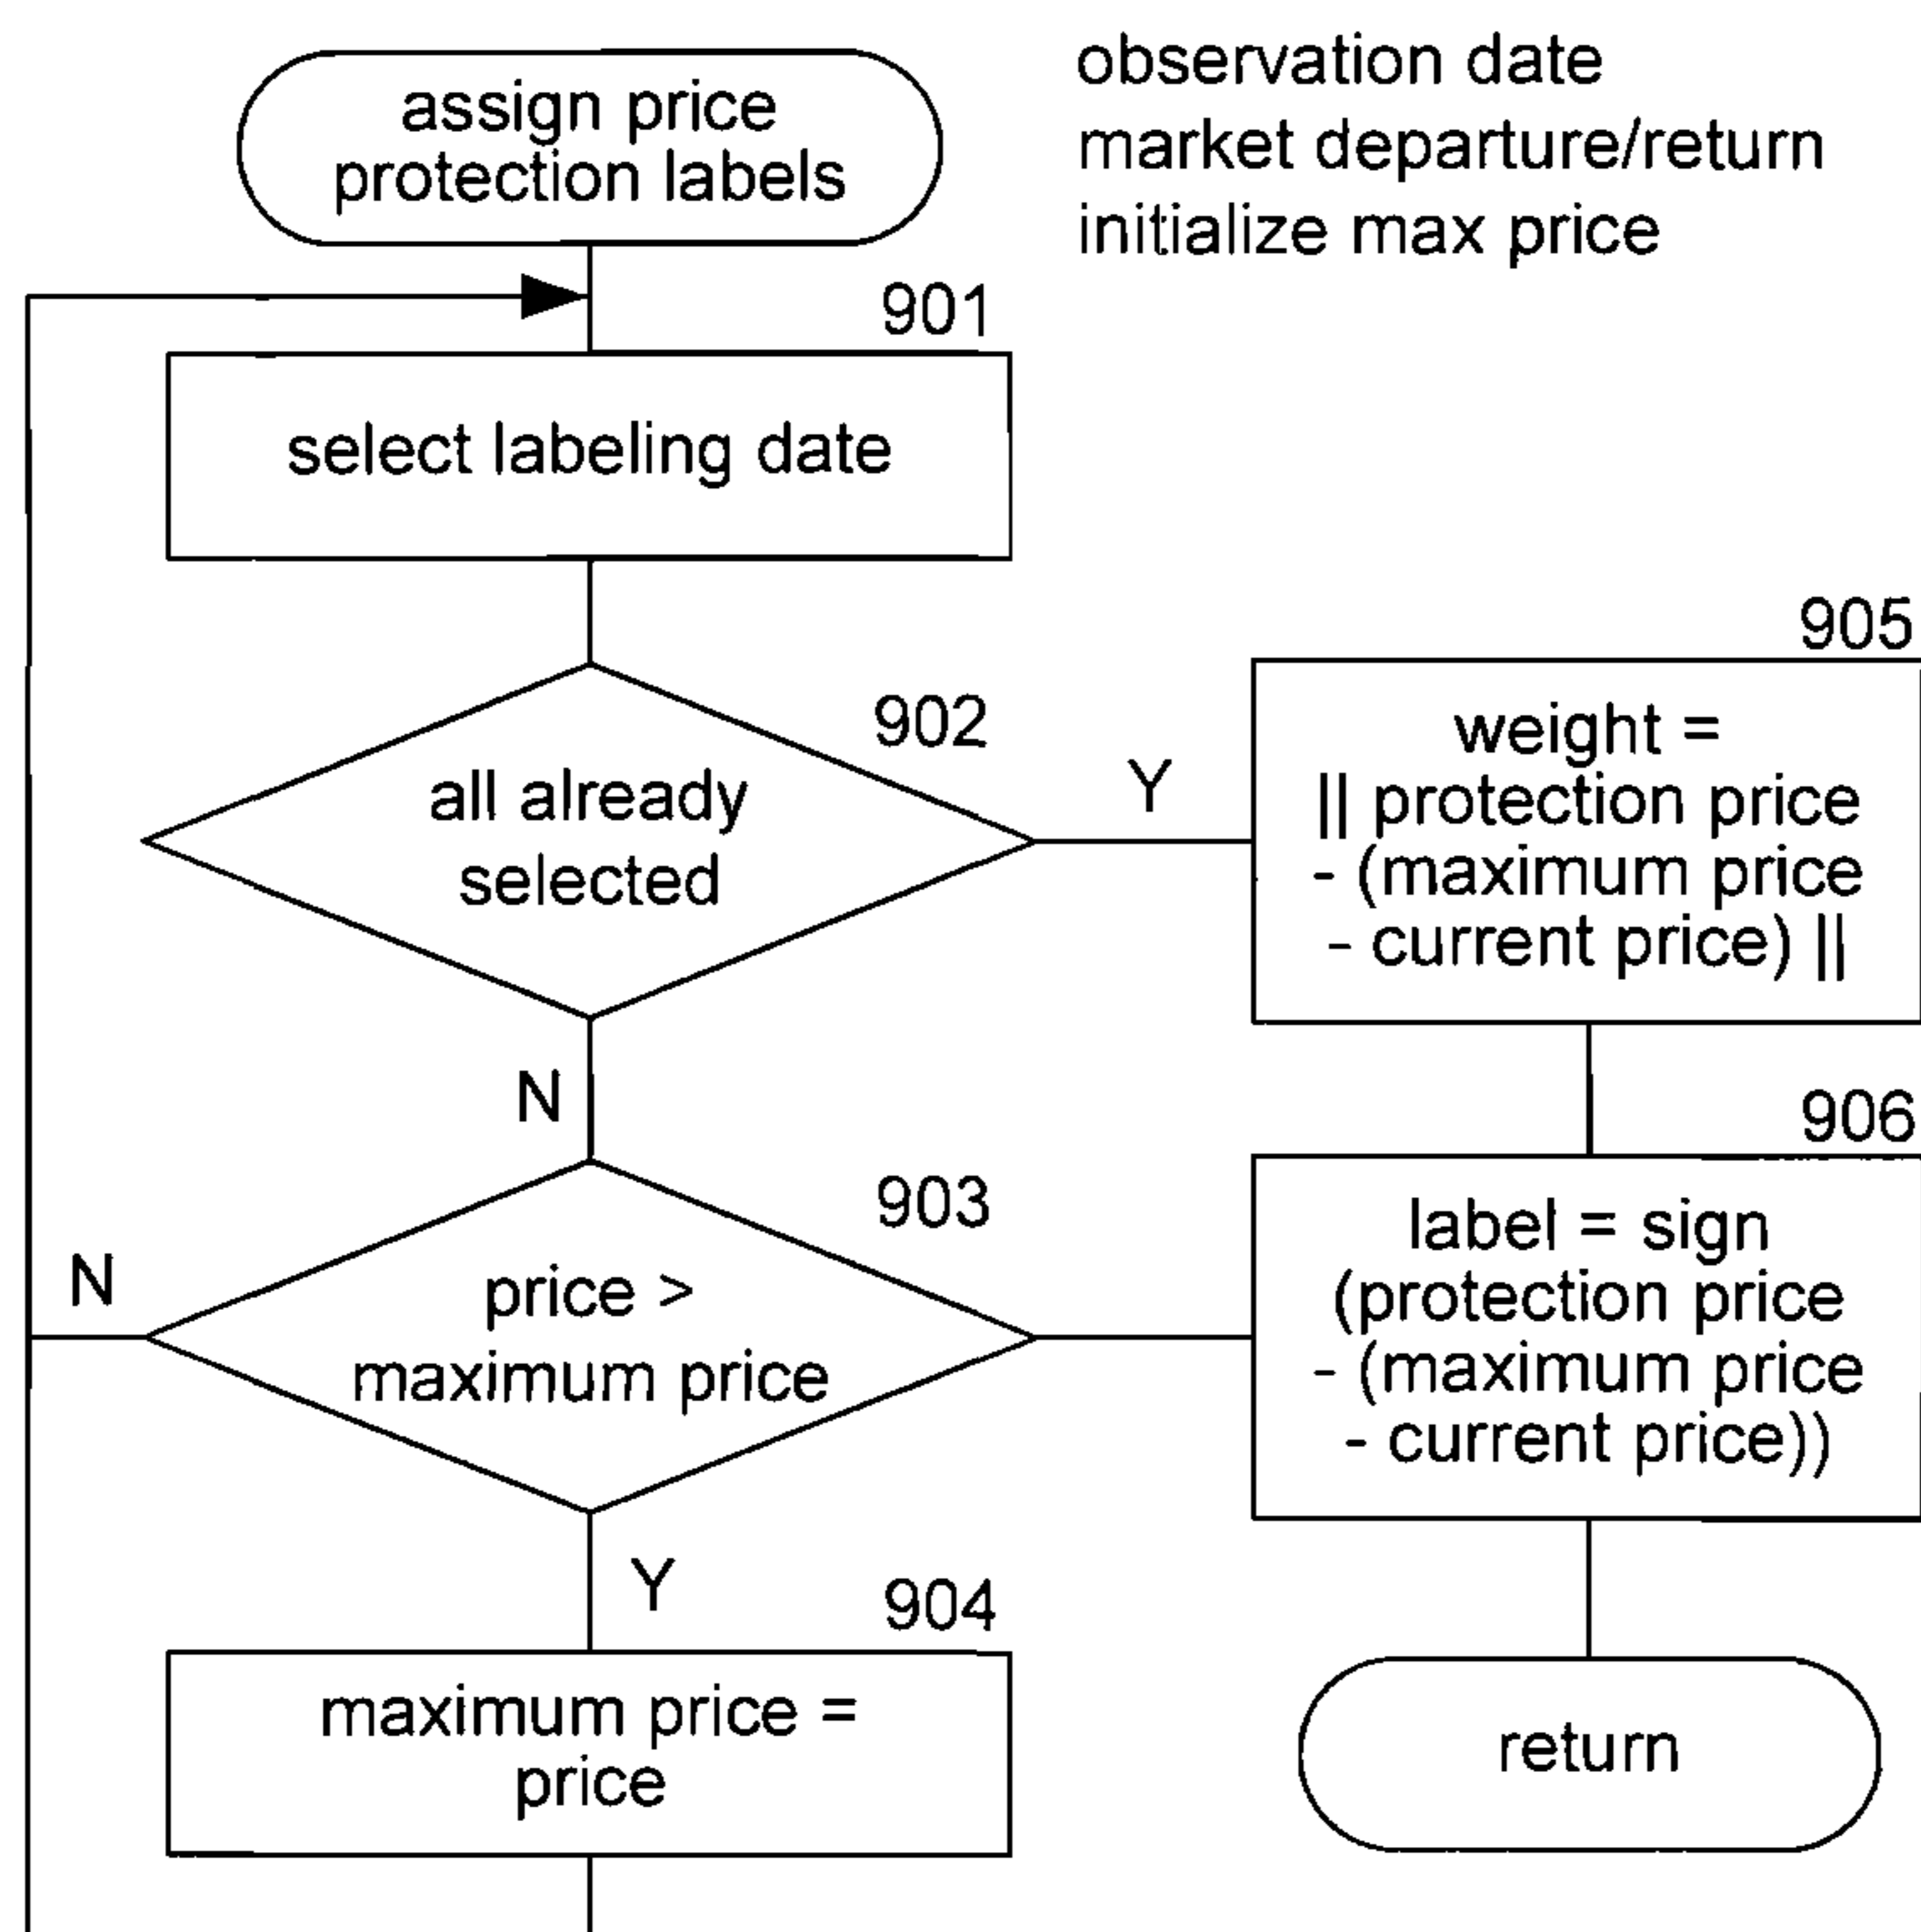 assign price
protection labels
observation date
market departure/return
initialize max price
901
select labeling date
902
all already
selected
Y
N
905
weight =
|| protection price
- (maximum price
- current price) ||
903
price >
maximum price
N
Y
906
label = sign
(protection price
- (maximum price
- current price))
904
maximum price =
price
return